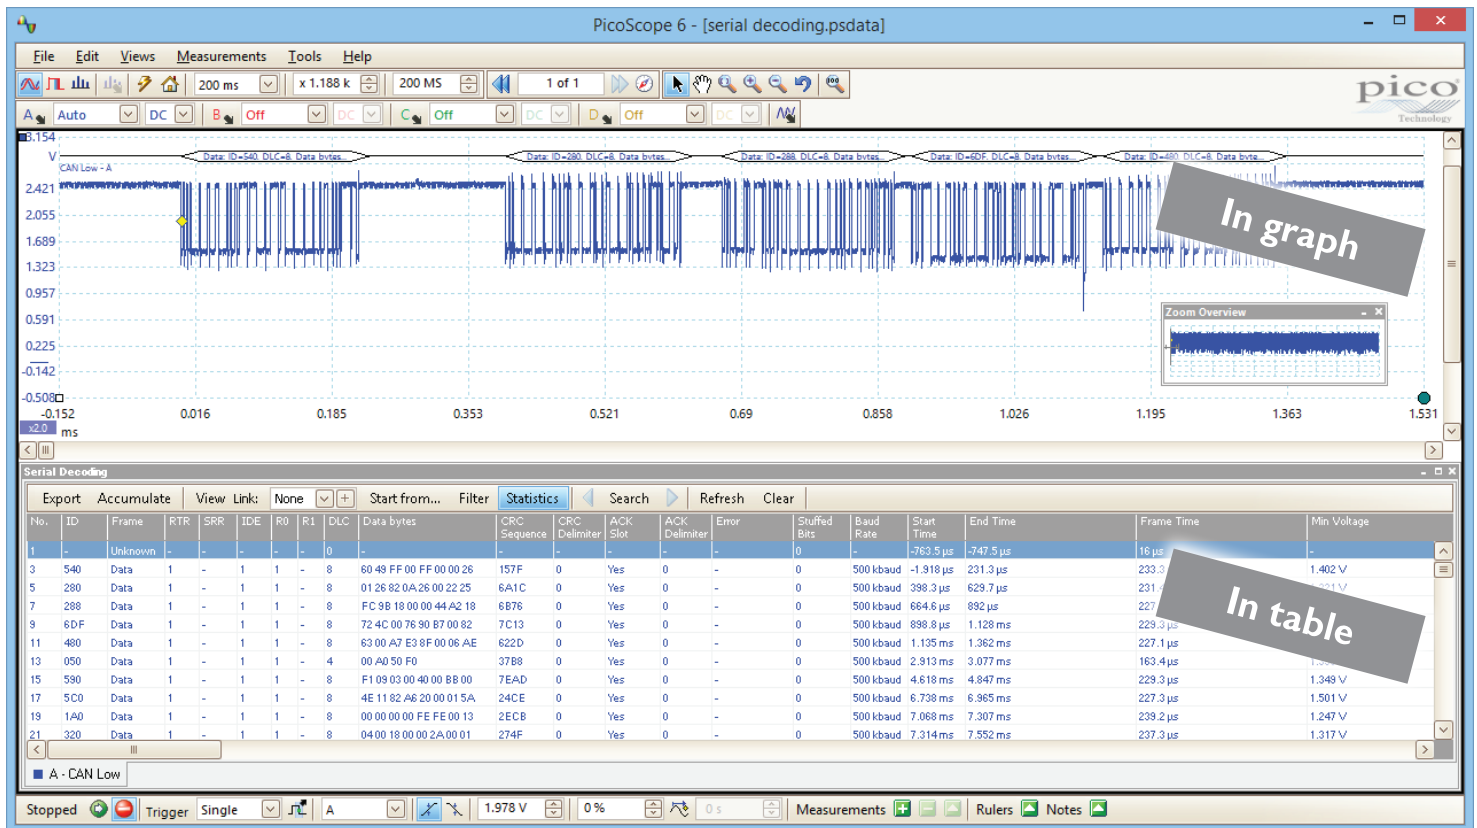 PicoScope 6 - [serial decoding.psdata]
File Edit Views Measurements Tools Help
200 ms x 1.188 k 200 MS 1 of 1
pico
Technology
A Auto DC B Off DC C Off DC D Off DC
3.154
V
Data: ID=540, DLC=8, Data bytes... Data: ID=280, DLC=8, Data bytes... Data: ID=288, DLC=8, Data bytes... Data: ID=6DF, DLC=8, Data bytes... Data: ID=480, DLC=8, Data byte...
CAN Low - A
2.421
2.055
1.689
1.323
0.957
0.591
0.225
-0.142
-0.508
In graph
Zoom Overview
-0.152 0.016 0.185 0.353 0.521 0.69 0.858 1.026 1.195 1.363 1.531
x2.0 ms
Serial Decoding
Export Accumulate View Link: None Start from... Filter Statistics Search Refresh Clear
No. ID Frame RTR SRR IDE R0 R1 DLC Data bytes CRC Sequence CRC Delimiter ACK Slot ACK Delimiter Error Stuffed Bits Baud Rate Start Time End Time Frame Time Min Voltage
1 - Unknown - - - - - 0 - - - - - - 0 - -763.5 µs -747.5 µs 16 µs -
3 540 Data 1 - 1 1 - 8 60 49 FF 00 FF 00 00 26 157F 0 Yes 0 - 0 500 kbaud -1.918 µs 231.3 µs 233.3 1.402 V
5 280 Data 1 - 1 1 - 8 01 26 82 0A 26 00 22 25 6A1C 0 Yes 0 - 0 500 kbaud 398.3 µs 629.7 µs 231.
7 288 Data 1 - 1 1 - 8 FC 9B 18 00 00 44 A2 18 6B76 0 Yes 0 - 0 500 kbaud 664.6 µs 892 µs 227
9 6DF Data 1 - 1 1 - 8 72 4C 00 76 90 B7 00 82 7C13 0 Yes 0 - 0 500 kbaud 898.8 µs 1.128 ms 229.3 µs
11 480 Data 1 - 1 1 - 8 63 00 A7 E3 8F 00 06 AE 622D 0 Yes 0 - 0 500 kbaud 1.135 ms 1.362 ms 227.1 µs
13 050 Data 1 - 1 1 - 4 00 A0 50 F0 37B8 0 Yes 0 - 0 500 kbaud 2.913 ms 3.077 ms 163.4 µs
15 590 Data 1 - 1 1 - 8 F1 09 03 00 40 00 BB 00 7EAD 0 Yes 0 - 0 500 kbaud 4.618 ms 4.847 ms 229.3 µs 1.349 V
17 5C0 Data 1 - 1 1 - 8 4E 11 82 A6 20 00 01 5A 24CE 0 Yes 0 - 0 500 kbaud 6.738 ms 6.965 ms 227.3 µs 1.501 V
19 1A0 Data 1 - 1 1 - 8 00 00 00 00 FE FE 00 13 2ECB 0 Yes 0 - 0 500 kbaud 7.068 ms 7.307 ms 239.2 µs 1.247 V
21 320 Data 1 - 1 1 - 8 04 00 18 00 00 2A 00 01 274F 0 Yes 0 - 0 500 kbaud 7.314 ms 7.552 ms 237.3 µs 1.317 V
In table
A - CAN Low
Stopped Trigger Single A 1.978 V 0 % 0 s Measurements Rulers Notes